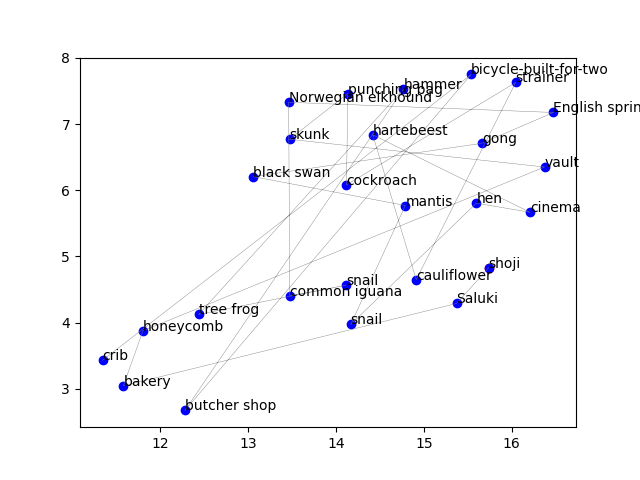 8
bicycle-built-for-two
strainer
hammer
punching bag
Norwegian elkhound
English sprin
7
hartebeest
skunk
gong
vault
black swan
6
cockroach
mantis
hen
cinema
5
shoji
cauliflower
snail
common iguana
Saluki
4
tree frog
snail
honeycomb
crib
3
bakery
butcher shop
12
13
14
15
16